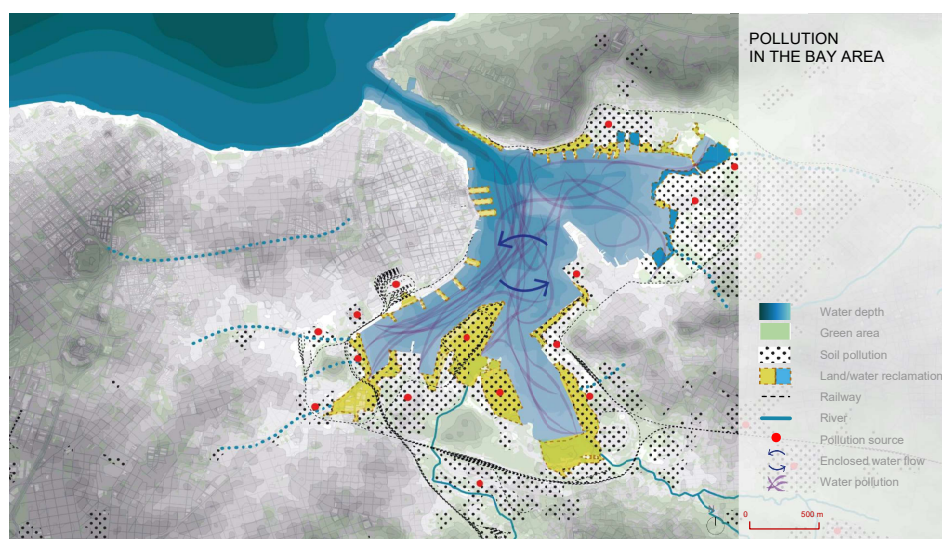 POLLUTION
IN THE BAY AREA
Water depth
Green area
Soil pollution
Land/water reclamation
Railway
River
Pollution source
Enclosed water flow
Water pollution
0 500 m